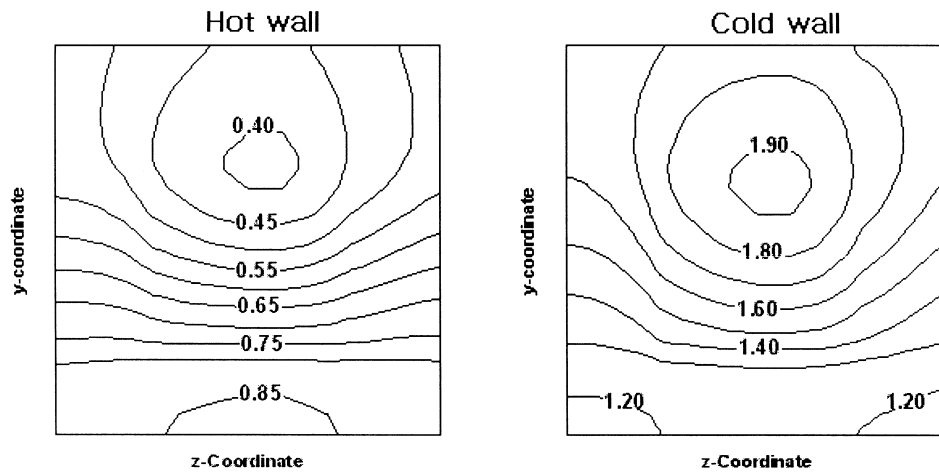 Hot wall
0.40
0.45
0.55
0.65
0.75
0.85
y-coordinate
z-Coordinate
Cold wall
1.90
1.80
1.60
1.40
1.20
1.20
y-coordinate
z-Coordinate